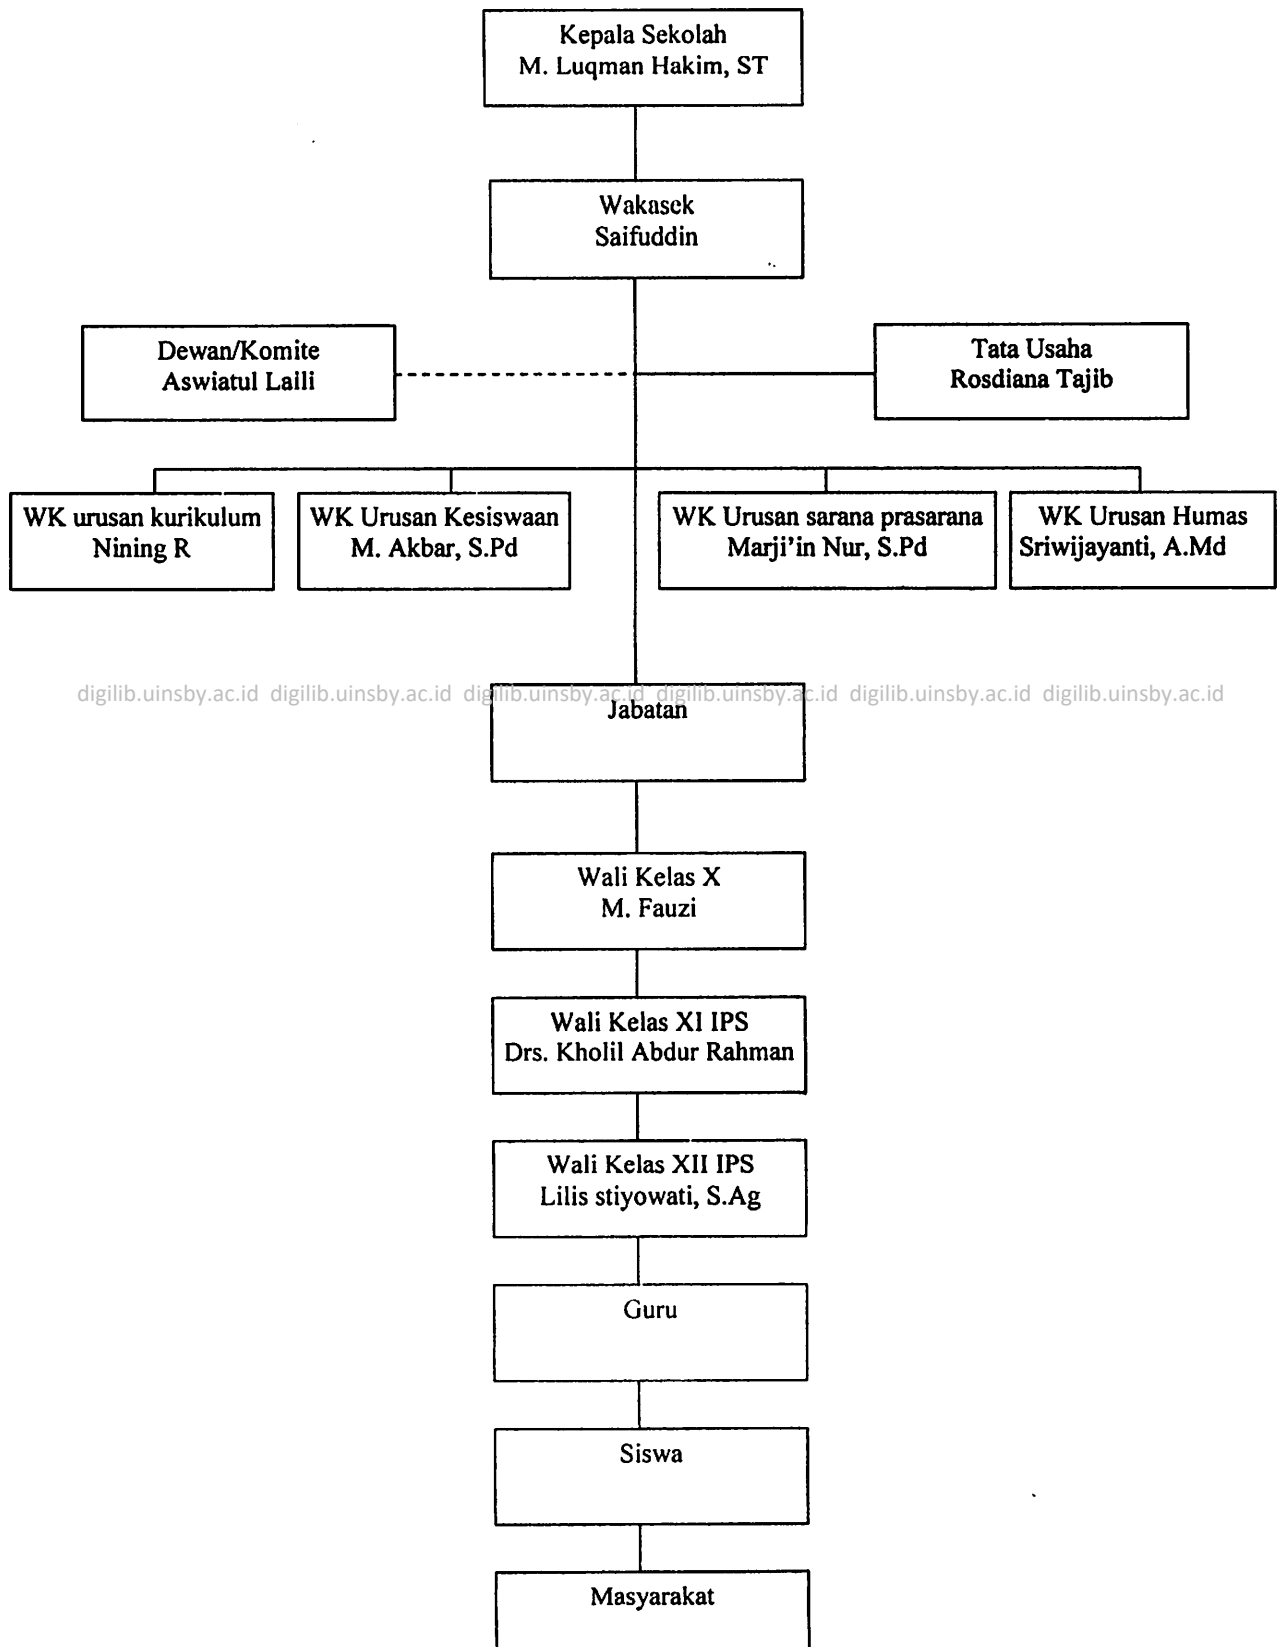 Kepala Sekolah
M. Luqman Hakim, ST
Wakasek
Saifuddin
Dewan/Komite
Aswiatul Laili
Tata Usaha
Rosdiana Tajib
WK urusan kurikulum
Nining R
WK Urusan Kesiswaan
M. Akbar, S.Pd
WK Urusan sarana prasarana
Marji’in Nur, S.Pd
WK Urusan Humas
Sriwijayanti, A.Md
digilib.uinsby.ac.id digilib.uinsby.ac.id digilib.uinsby.ac.id digilib.uinsby.ac.id digilib.uinsby.ac.id digilib.uinsby.ac.id
Jabatan
Wali Kelas X
M. Fauzi
Wali Kelas XI IPS
Drs. Kholil Abdur Rahman
Wali Kelas XII IPS
Lilis stiyowati, S.Ag
Guru
Siswa
Masyarakat